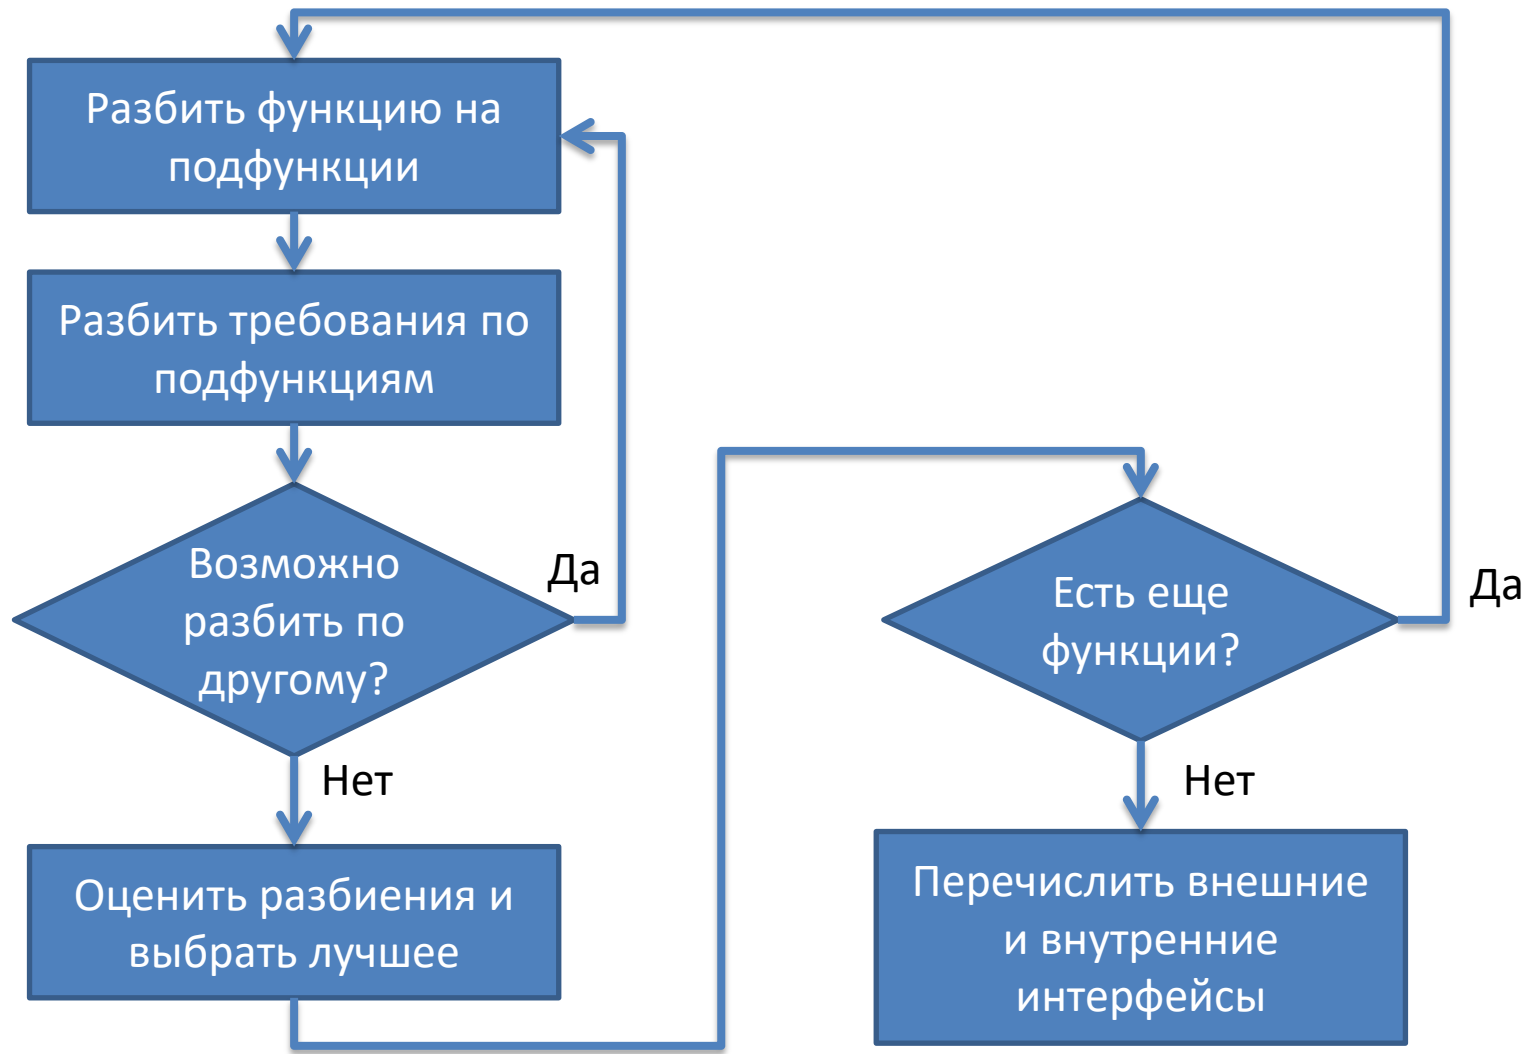 Разбить функцию на
подфункции
Разбить требования по
подфункциям
Возможно
разбить по
другому?
Да
Нет
Оценить разбиения и
выбрать лучшее
Есть еще
функции?
Да
Нет
Перечислить внешние
и внутренние
интерфейсы